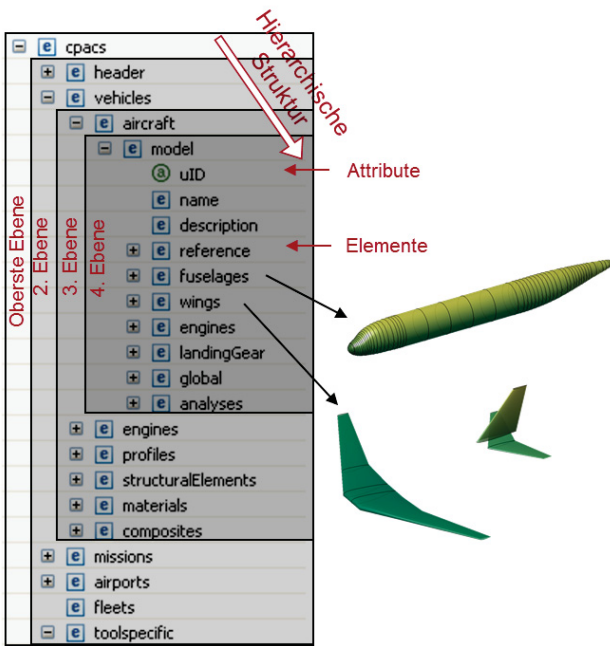 cpacs
header
vehicles
aircraft
model
uID
name
description
reference
fuselages
wings
engines
landingGear
global
analyses
engines
profiles
structuralElements
materials
composites
missions
airports
fleets
toolspecific
Hierarchische
Struktur
Attribute
Elemente
Oberste Ebene
2. Ebene
3. Ebene
4. Ebene